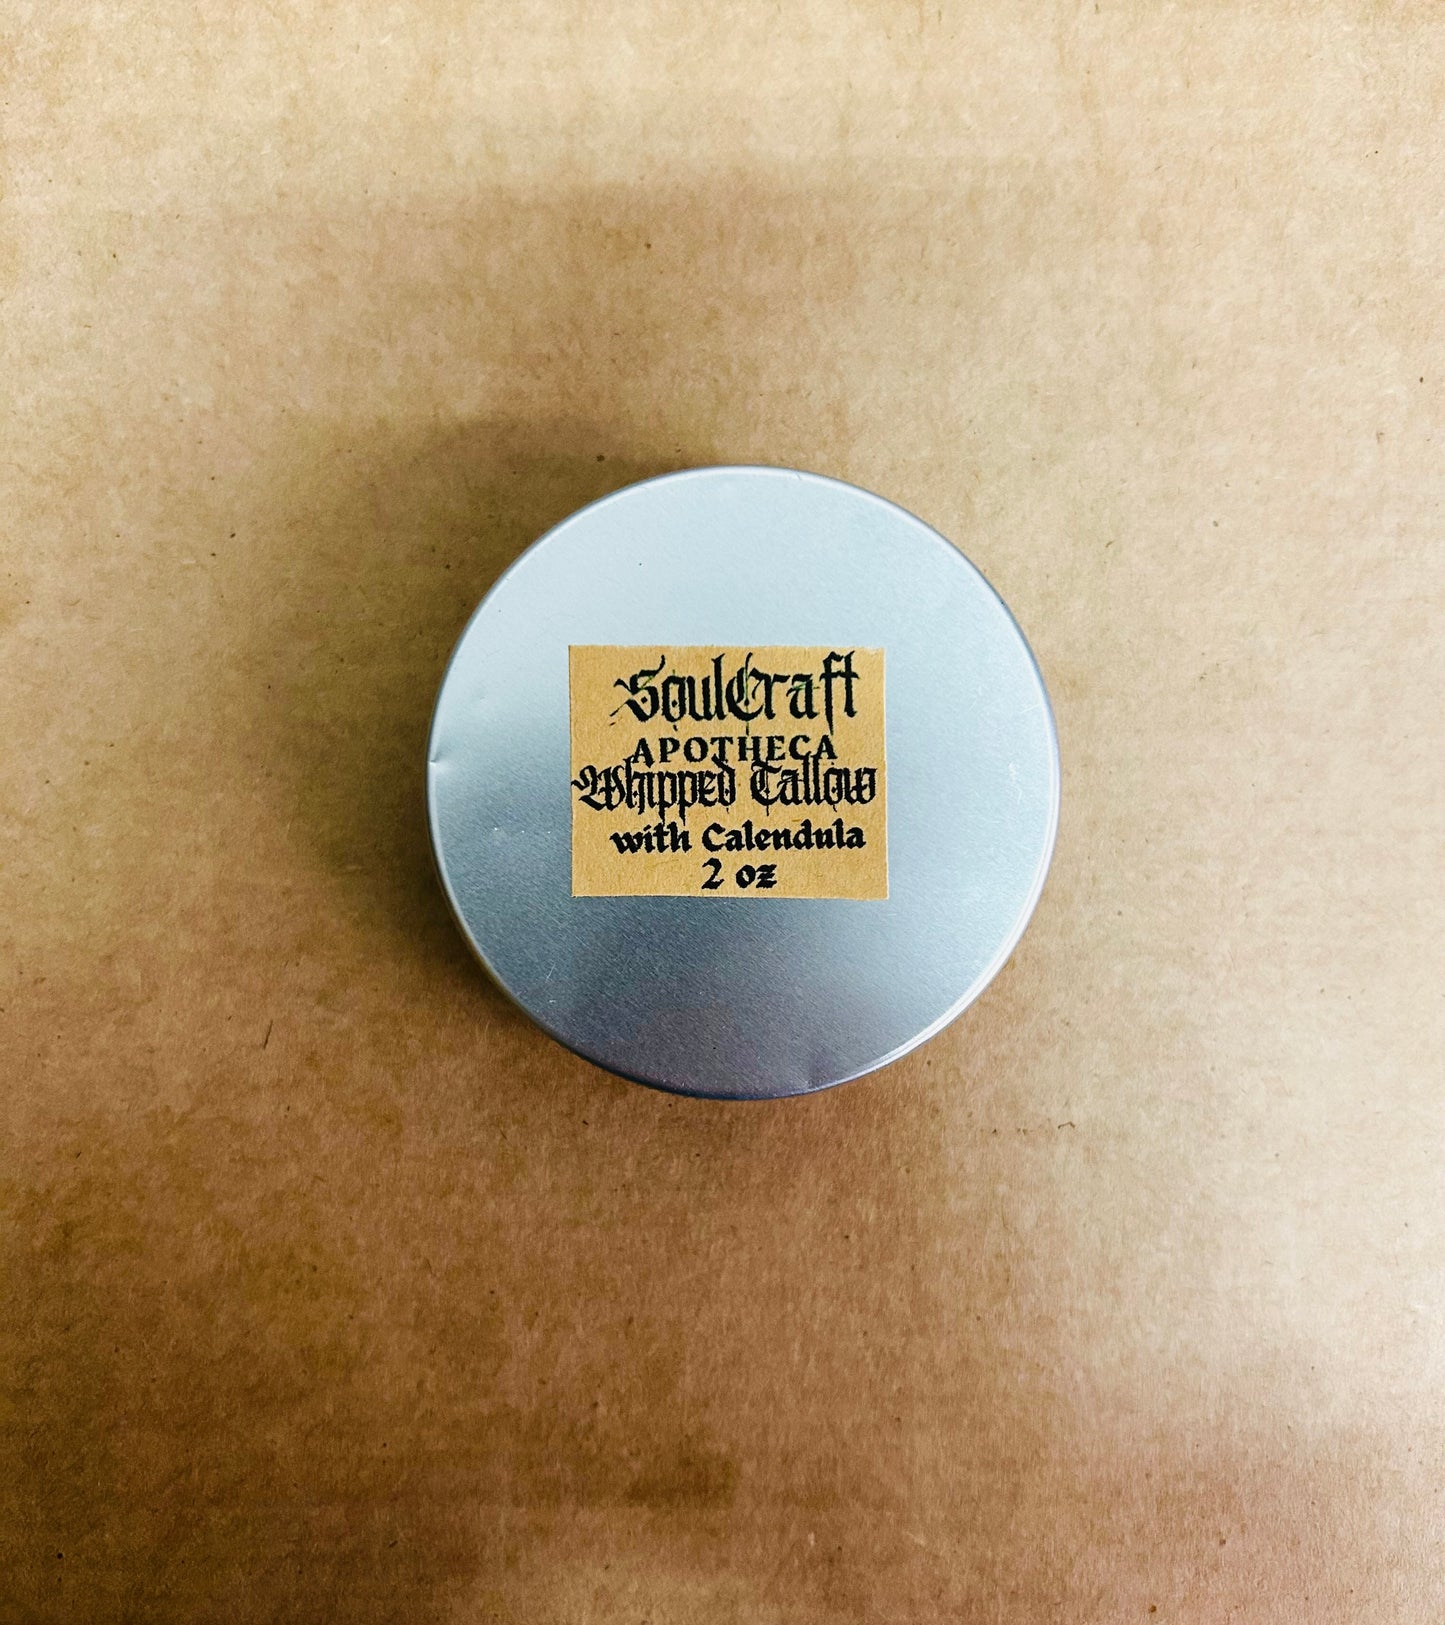 SoulCraft
APOTHECA
Whipped Tallow
with Calendula
2 oz